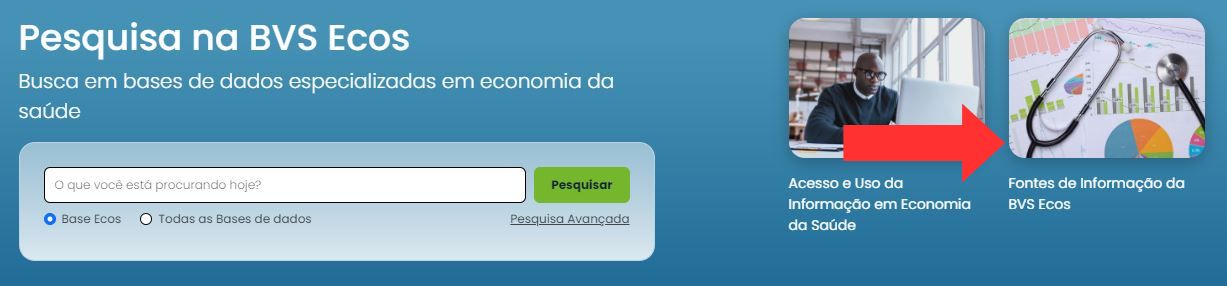 Pesquisa na BVS Ecos
Busca em bases de dados especializadas em economia da
saúde
O que você está procurando hoje?
Pesquisar
Base Ecos
Todas as Bases de dados
Pesquisa Avançada
Acesso e Uso da
Informação em Economia
da Saúde
Fontes de Informação da
BVS Ecos